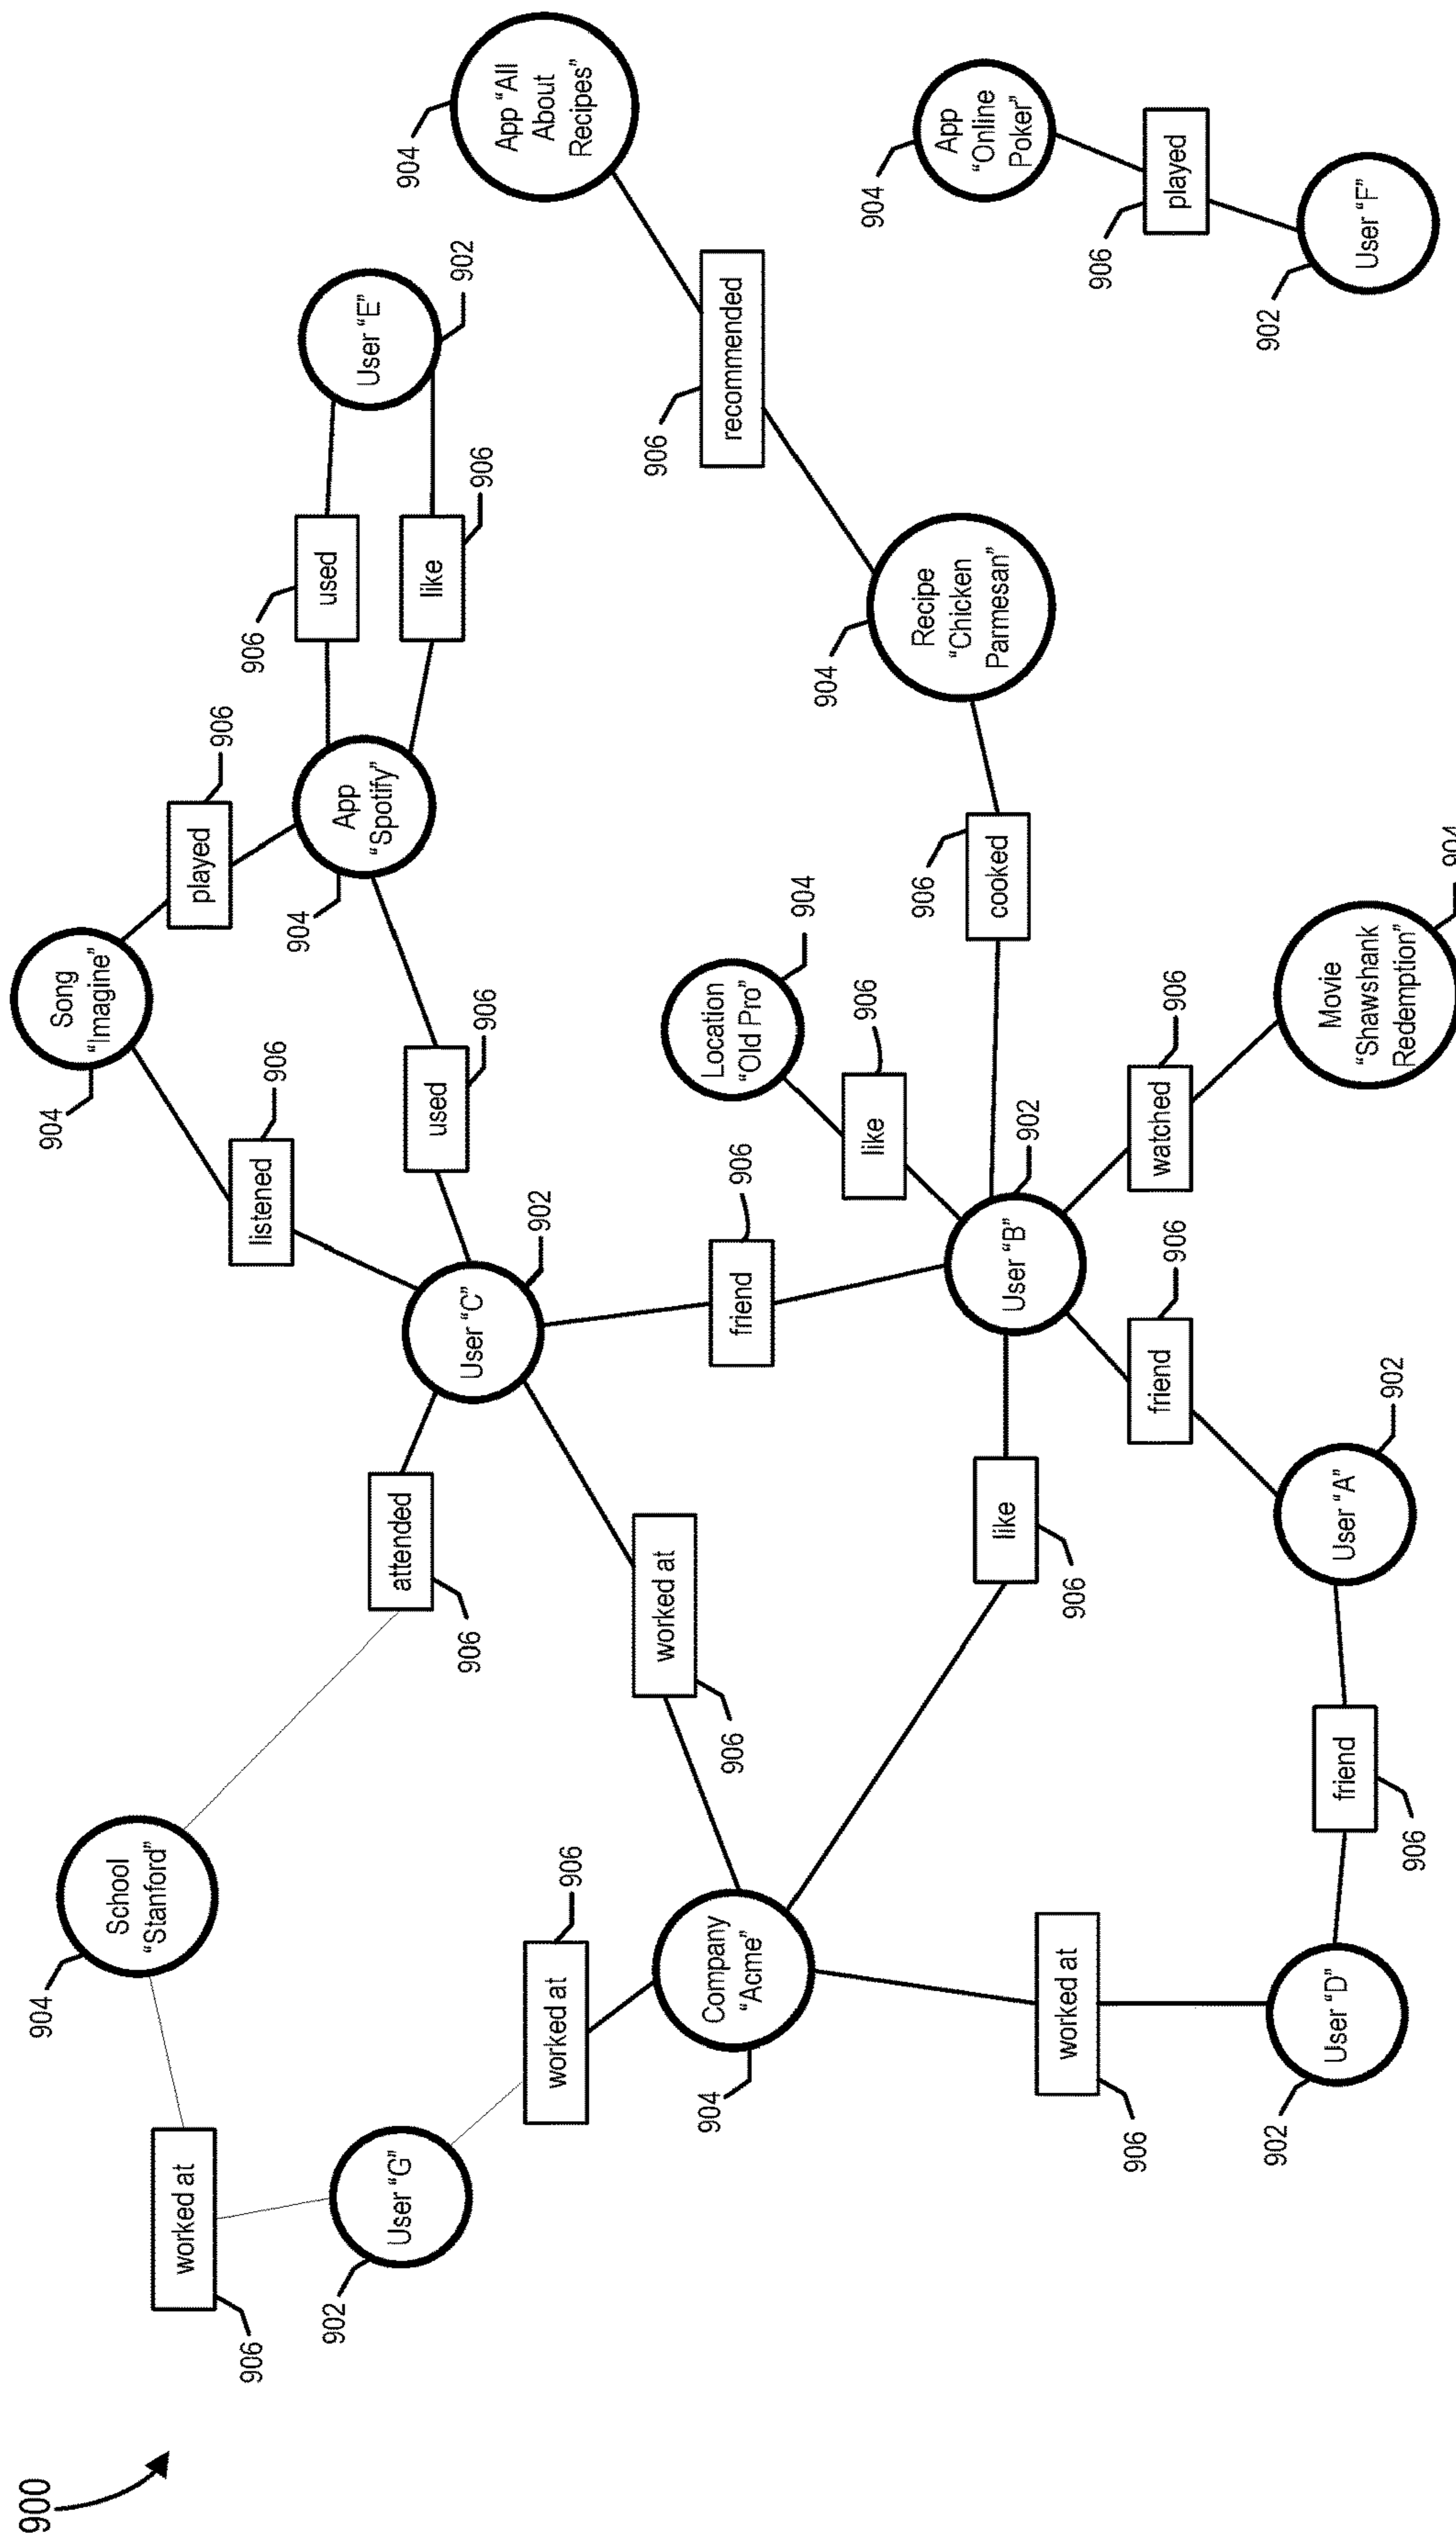 900
904
School
“Stanford”
904
Song
“Imagine”
worked at
906
played
906
listened
906
906
used
902
User “G”
attended
906
904
App
“Spotify”
User “E”
902
like
906
used
906
User “C”
902
904
App “All
About
Recipes”
worked at
906
worked at
906
904
Company
“Acme”
friend
906
Location
“Old Pro”
904
906
recommended
like
906
904
Recipe
“Chicken
Parmesan”
906
cooked
904
App
“Online
Poker”
like
906
User “B”
902
worked at
906
friend
906
watched
906
906
played
902
User “D”
friend
906
User “A”
902
Movie
“Shawshank
Redemption”
904
902
User “F”